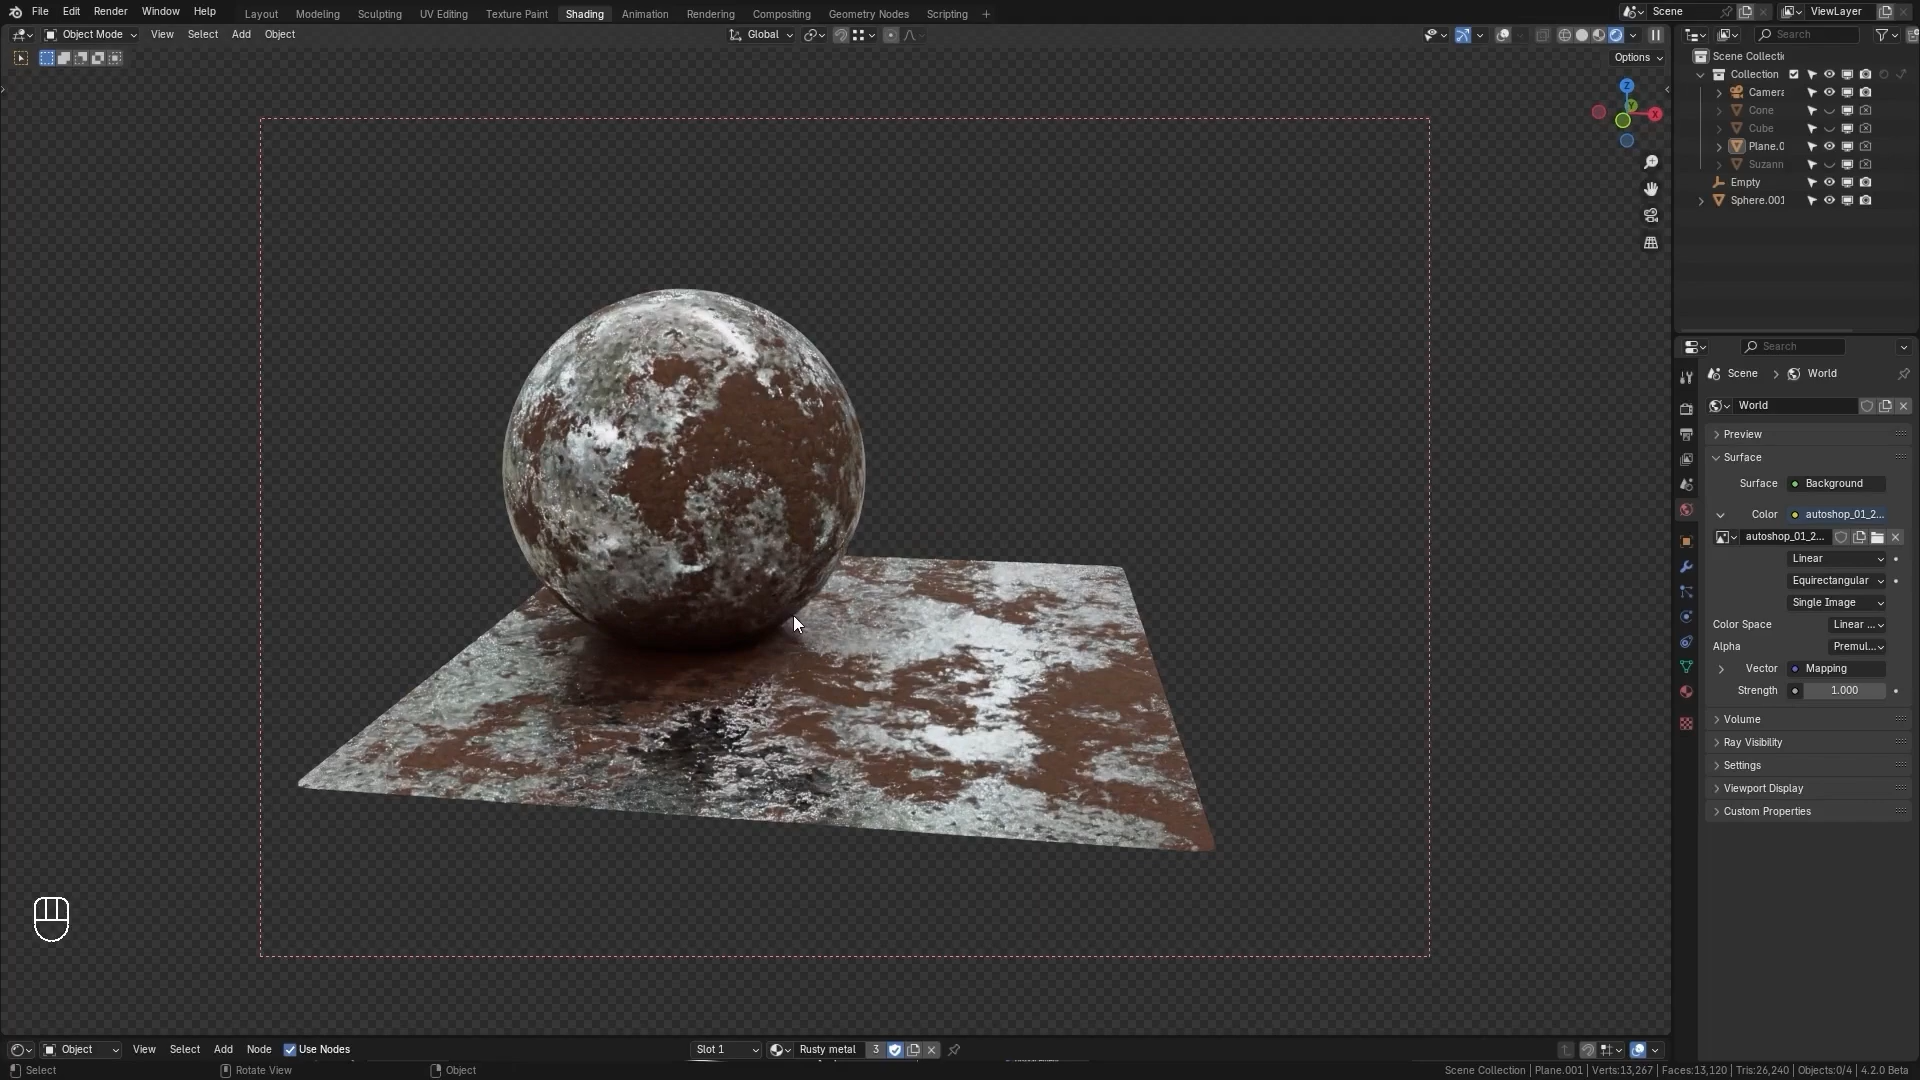 File Edit Render Window Help Layout Modeling Sculpting UV Editing Texture Paint Shading Animation Rendering Compositing Geometry Nodes Scripting + Scene ViewLayer
Object Mode View Select Add Object Global Search
Options
Scene Collecti
Collection
Camera
Cone
Cube
Plane.0
Suzann
Empty
Sphere.001
Z
Y
X
Search
Scene > World
World
Preview
Surface
Surface Background
Color autoshop_01_2...
autoshop_01_2...
Linear
Equirectangular
Single Image
Color Space Linear ...
Alpha Premul...
Vector Mapping
Strength 1.000
Volume
Ray Visibility
Settings
Viewport Display
Custom Properties
Object View Select Add Node Use Nodes Slot 1 Rusty metal 3
Select Rotate View Object Scene Collection | Plane.001 | Verts:13,267 | Faces:13,120 | Tris:26,240 | Objects:0/4 | 4.2.0 Beta